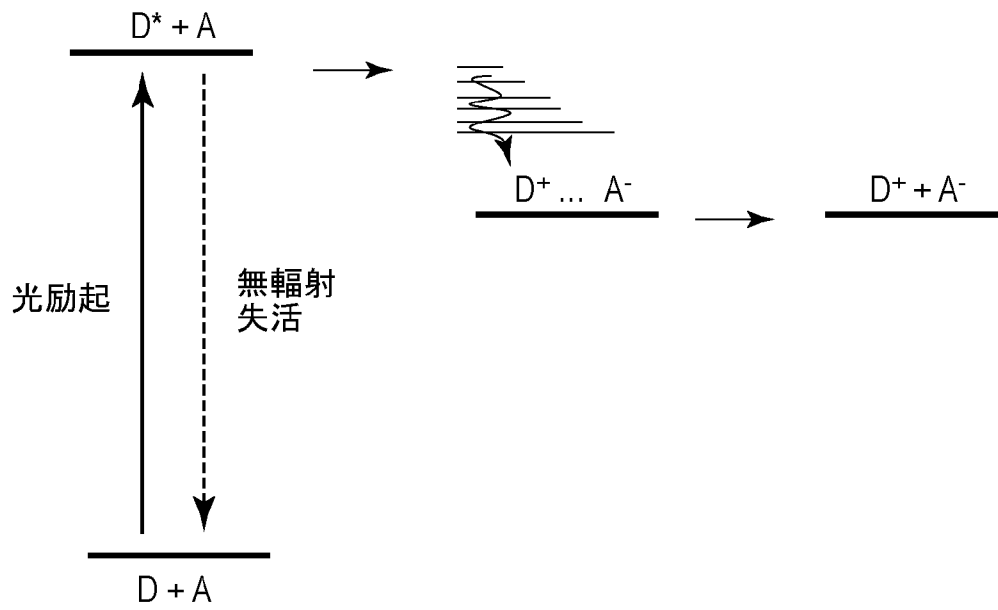 D* + A
D⁺ ... A⁻
D⁺ + A⁻
光励起
無輻射
失活
D + A